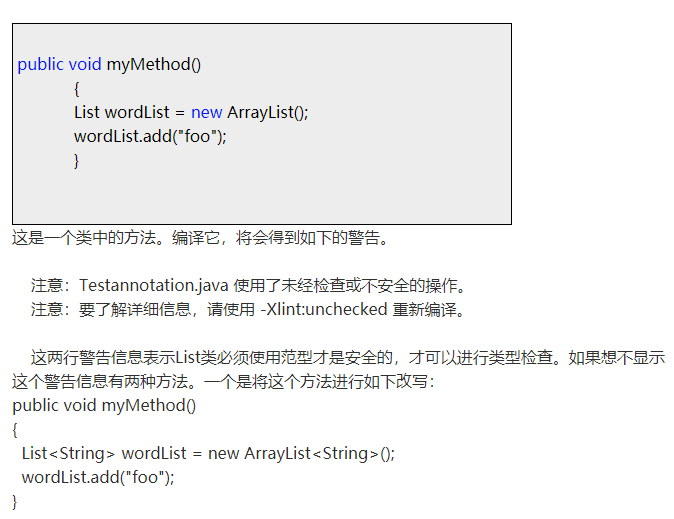 public void myMethod()
{
List wordList = new ArrayList();
wordList.add("foo");
}
这是一个类中的方法。编译它，将会得到如下的警告。
注意：Testannotation.java 使用了未经检查或不安全的操作。
注意：要了解详细信息，请使用 -Xlint:unchecked 重新编译。
这两行警告信息表示List类必须使用范型才是安全的，才可以进行类型检查。如果想不显示
这个警告信息有两种方法。一个是将这个方法进行如下改写：
public void myMethod()
{
List<String> wordList = new ArrayList<String>();
wordList.add("foo");
}